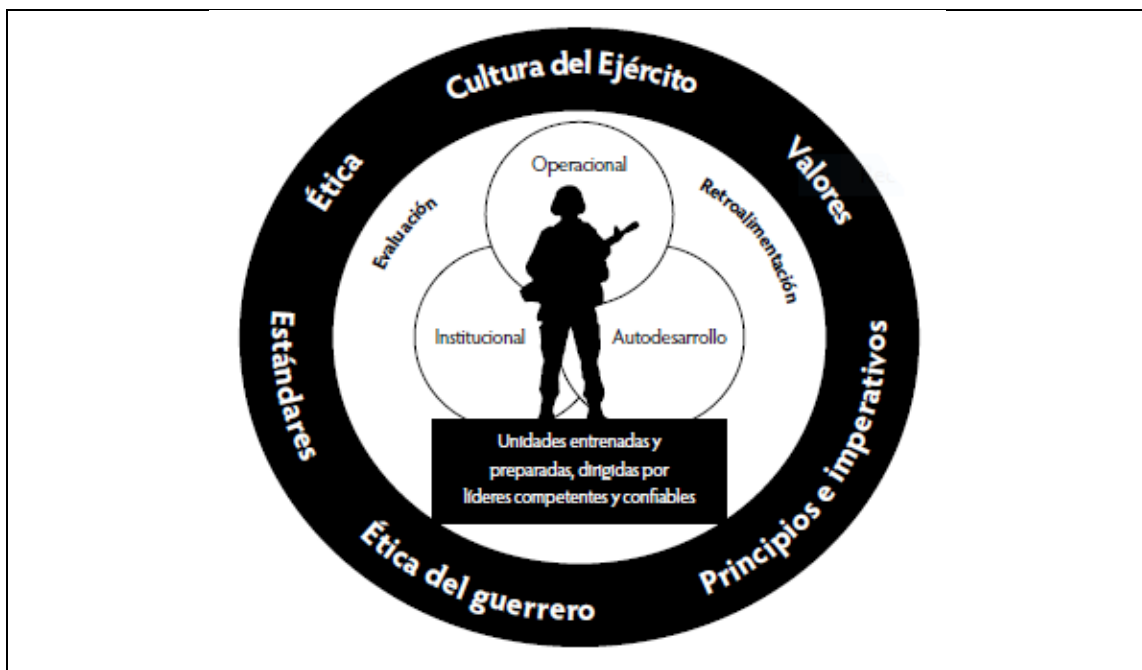 Cultura del Ejército
Ética
Valores
Operacional
Evaluación
Retroalimentación
Institucional
Autodesarrollo
Estándares
Unidades entrenadas y
preparadas, dirigidas por
líderes competentes y confiables
Principios e imperativos
Ética del guerrero